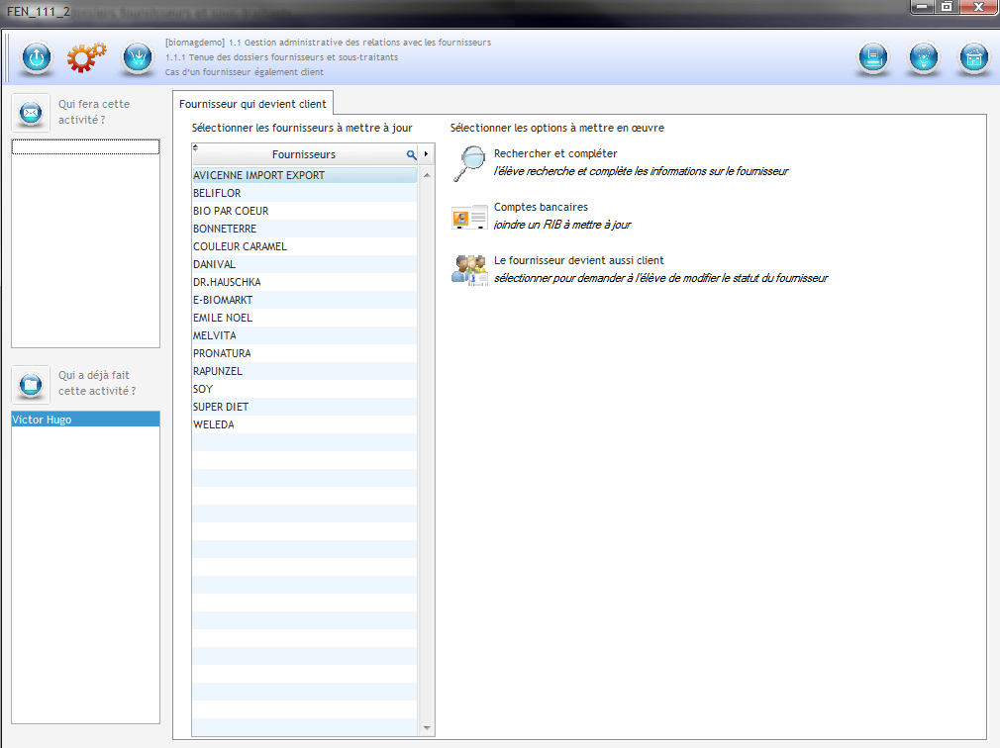 FEN_111_2
[biomagdemo] 1.1 Gestion administrative des relations avec les fournisseurs
1.1.1 Tenue des dossiers fournisseurs et sous-traitants
Cas d'un fournisseur également client
Qui fera cette
activité ?
Qui a déjà fait
cette activité ?
Victor Hugo
Fournisseur qui devient client
Sélectionner les fournisseurs à mettre à jour
Fournisseurs
AVICENNE IMPORT EXPORT
BELIFLOR
BIO PAR COEUR
BONNETERRE
COULEUR CARAMEL
DANIVAL
DR.HAUSCHKA
E-BIOMARKT
EMILE NOEL
MELVITA
PRONATURA
RAPUNZEL
SOY
SUPER DIET
WELEDA
Sélectionner les options à mettre en œuvre
Rechercher et compléter
l'élève recherche et complète les informations sur le fournisseur
Comptes bancaires
joindre un RIB à mettre à jour
Le fournisseur devient aussi client
sélectionner pour demander à l'élève de modifier le statut du fournisseur